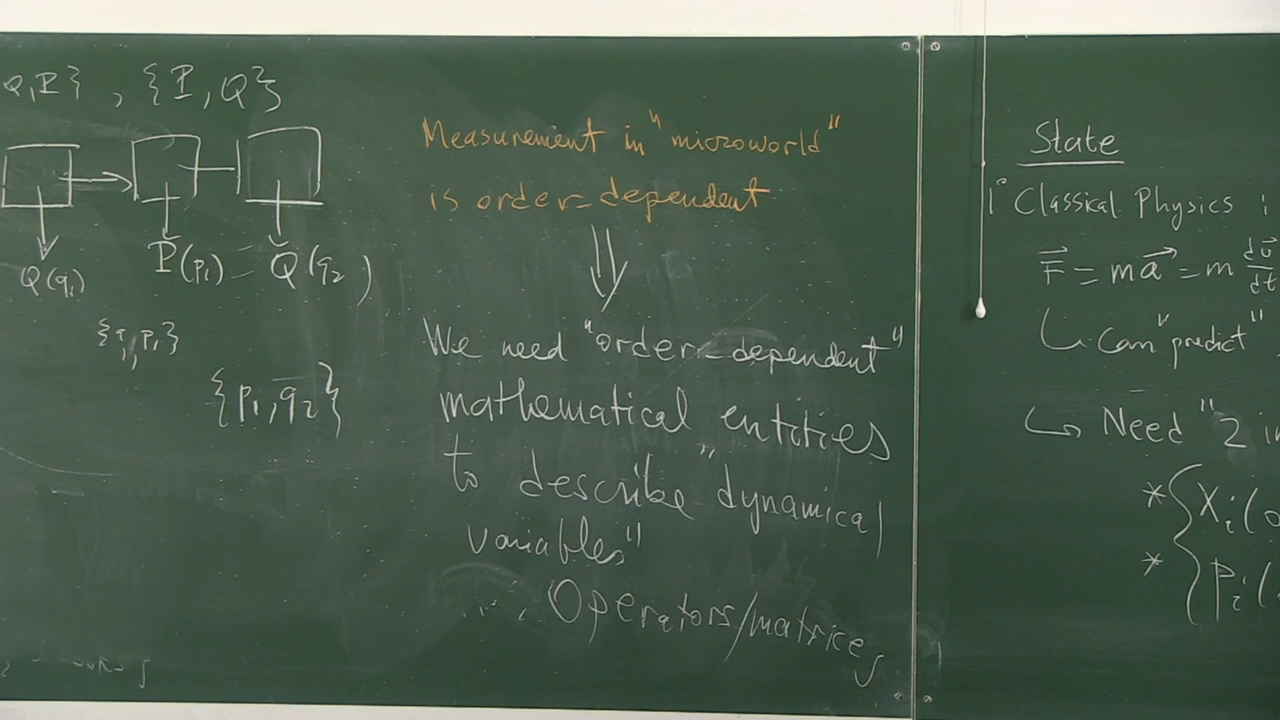 Q, P} , {P, Q}
Q(q₁)
P(p₁)
Q(q₂)
{q₁, p₁}
{p₁, q₂}
Measurement in "microworld"
is order-dependent
⇓
We need "order-dependent"
mathematical entities
to describe "dynamical
variables"
Operators/matrices
State
1° Classical Physics :
F⃗ = ma⃗ = m dv⃗/dt
↳ Can "predict"
↳ Need "2
* { Xᵢ(
* { pᵢ(